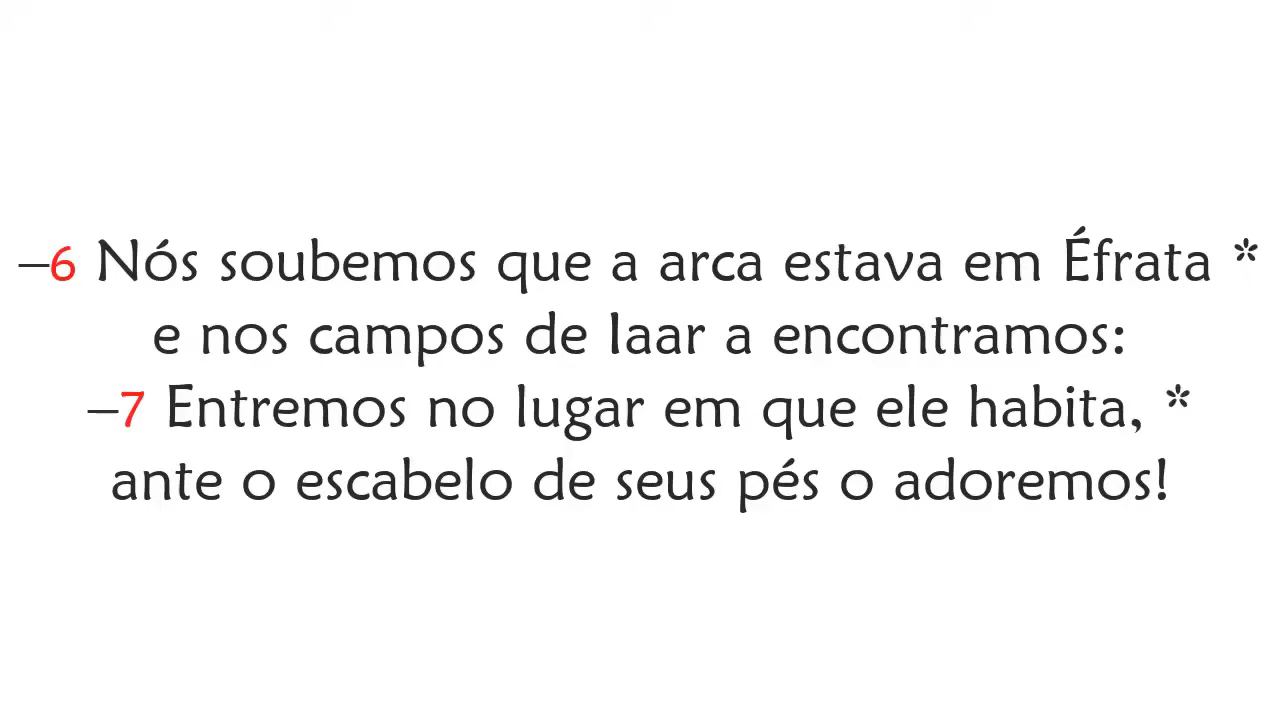 –6 Nós soubemos que a arca estava em Éfrata *
e nos campos de Iaar a encontramos:
–7 Entremos no lugar em que ele habita, *
ante o escabelo de seus pés o adoremos!